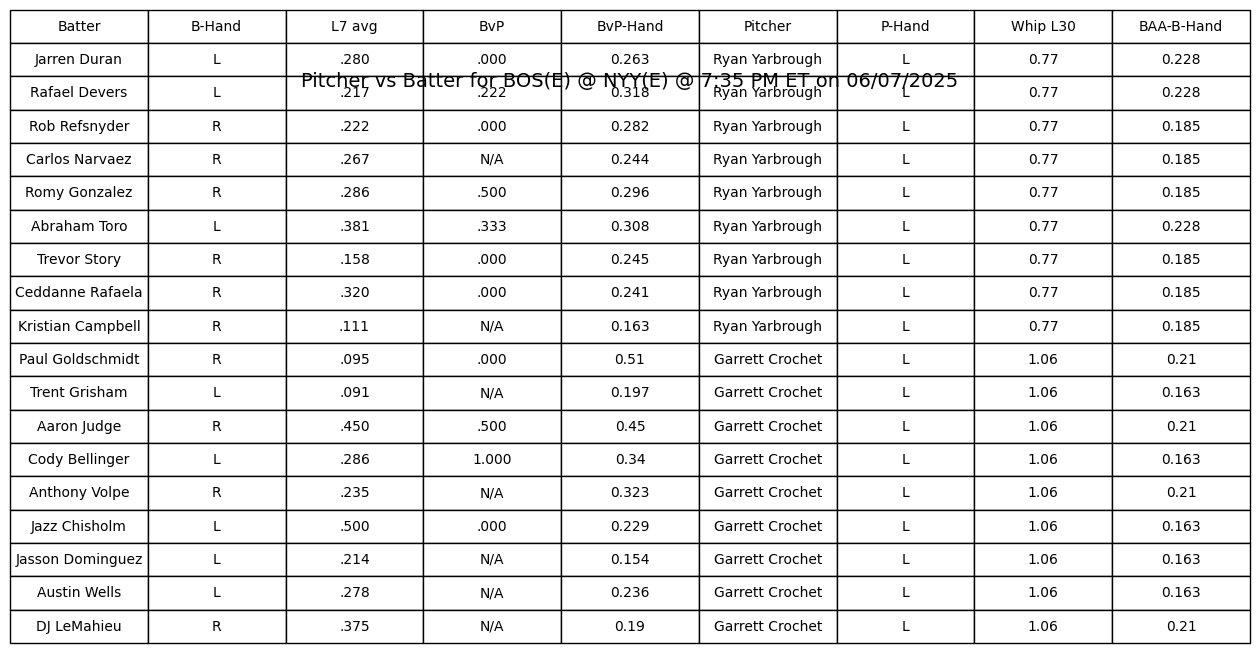 Batter B-Hand L7 avg BvP BvP-Hand Pitcher P-Hand Whip L30 BAA-B-Hand
Jarren Duran L .280 .000 0.263 Ryan Yarbrough L 0.77 0.228
Pitcher vs Batter for BOS(E) @ NYY(E) @ 7:35 PM ET on 06/07/2025
Rafael Devers L .217 .222 0.318 Ryan Yarbrough L 0.77 0.228
Rob Refsnyder R .222 .000 0.282 Ryan Yarbrough L 0.77 0.185
Carlos Narvaez R .267 N/A 0.244 Ryan Yarbrough L 0.77 0.185
Romy Gonzalez R .286 .500 0.296 Ryan Yarbrough L 0.77 0.185
Abraham Toro L .381 .333 0.308 Ryan Yarbrough L 0.77 0.228
Trevor Story R .158 .000 0.245 Ryan Yarbrough L 0.77 0.185
Ceddanne Rafaela R .320 .000 0.241 Ryan Yarbrough L 0.77 0.185
Kristian Campbell R .111 N/A 0.163 Ryan Yarbrough L 0.77 0.185
Paul Goldschmidt R .095 .000 0.51 Garrett Crochet L 1.06 0.21
Trent Grisham L .091 N/A 0.197 Garrett Crochet L 1.06 0.163
Aaron Judge R .450 .500 0.45 Garrett Crochet L 1.06 0.21
Cody Bellinger L .286 1.000 0.34 Garrett Crochet L 1.06 0.163
Anthony Volpe R .235 N/A 0.323 Garrett Crochet L 1.06 0.21
Jazz Chisholm L .500 .000 0.229 Garrett Crochet L 1.06 0.163
Jasson Dominguez L .214 N/A 0.154 Garrett Crochet L 1.06 0.163
Austin Wells L .278 N/A 0.236 Garrett Crochet L 1.06 0.163
DJ LeMahieu R .375 N/A 0.19 Garrett Crochet L 1.06 0.21